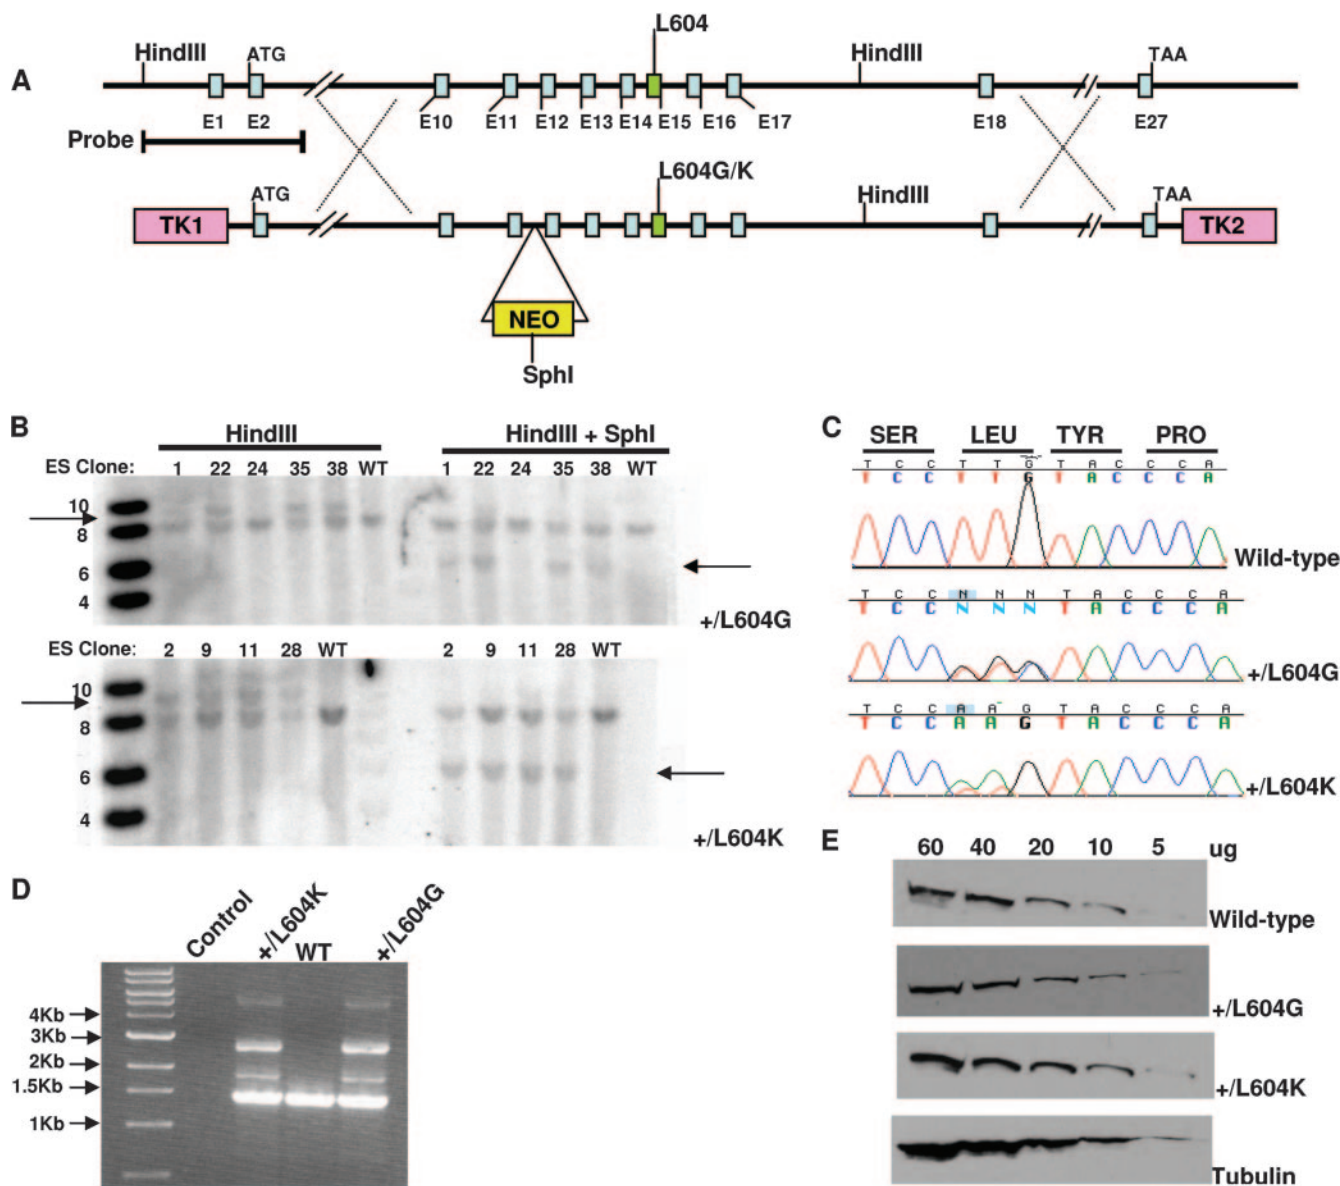 A
HindIII
ATG
L604
HindIII
TAA
E1 E2 E10 E11 E12 E13 E14 E15 E16 E17 E18 E27
Probe
L604G/K
TK1
ATG
HindIII
TAA
TK2
NEO
SphI
B
HindIII
HindIII + SphI
ES Clone: 1 22 24 35 38 WT 1 22 24 35 38 WT
10
8
6
4
+/L604G
ES Clone: 2 9 11 28 WT 2 9 11 28 WT
10
8
6
4
+/L604K
C
SER LEU TYR PRO
T C C T T G T A C C C A
T C C T T G T A C C C A
Wild-type
T C C N N N T A C C C A
T C C N N N T A C C C A
+/L604G
T C C A A G T A C C C A
T C C A A G T A C C C A
+/L604K
D
Control
+/L604K
WT
+/L604G
4Kb
3Kb
2Kb
1.5Kb
1Kb
E
60 40 20 10 5 ug
Wild-type
+/L604G
+/L604K
Tubulin